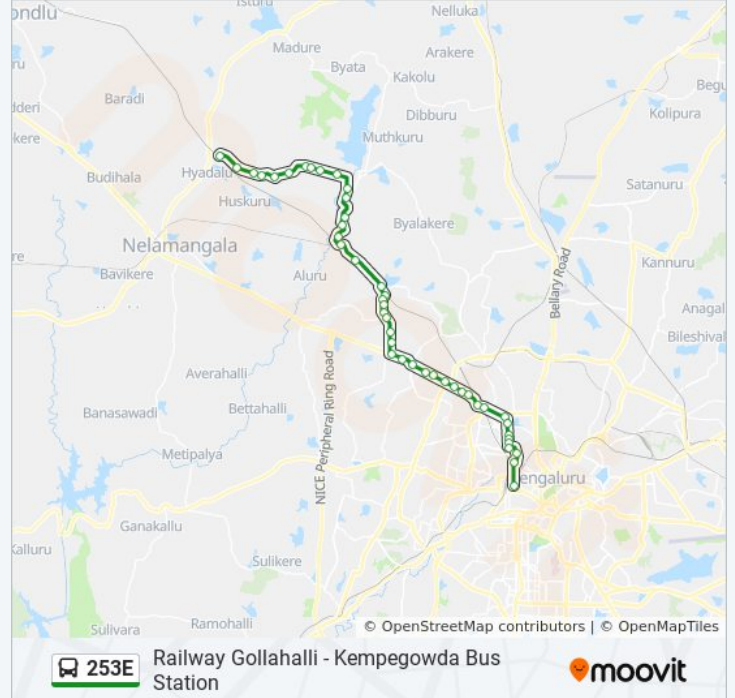 ondlu
Isturu
Nelluka
Madure
Arakere
Byata
Kakolu
ru
Begu
Baradi
dderi
Dibburu
Kolipura
kere
Muthkuru
Budihala
Hyadalu
Satanuru
Huskuru
Byalakere
Nelamangala
re
Aluru
Kannuru
Bavikere
Bellary Road
Anagal
Bileshival
NICE Peripheral Ring Road
Averahalli
Banasawadi
Bettahalli
Metipalya
engaluru
Ganakallu
Kalluru
Sulikere
Ramohalli
Sulivara
© OpenStreetMap contributors | © OpenMapTiles
253E
Railway Gollahalli - Kempegowda Bus
Station
moovit